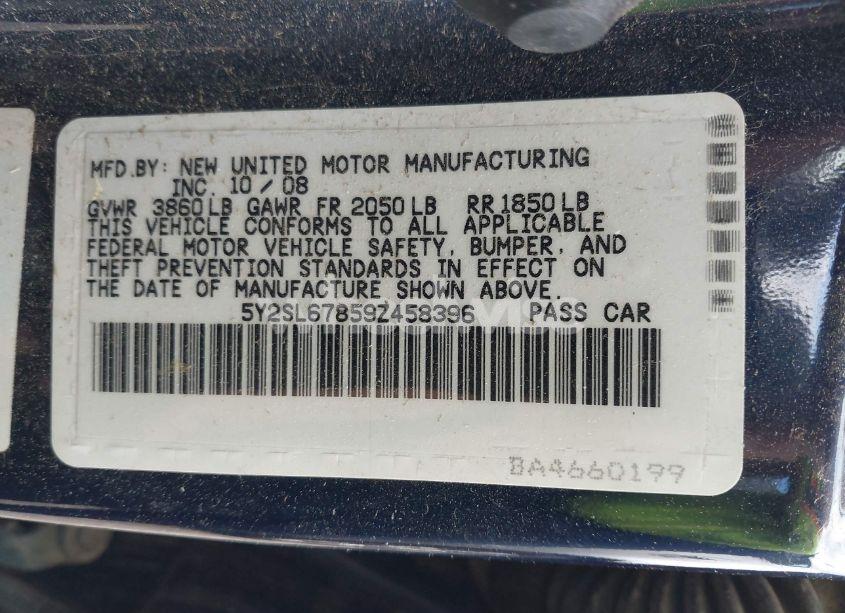 MFD.BY: NEW UNITED MOTOR MANUFACTURING
INC. 10 / 08
GVWR 3860 LB GAWR FR 2050 LB RR 1850 LB
THIS VEHICLE CONFORMS TO ALL APPLICABLE
FEDERAL MOTOR VEHICLE SAFETY, BUMPER, AND
THEFT PREVENTION STANDARDS IN EFFECT ON
THE DATE OF MANUFACTURE SHOWN ABOVE.
5Y2SL67859Z458396 PASS CAR
BA4660199